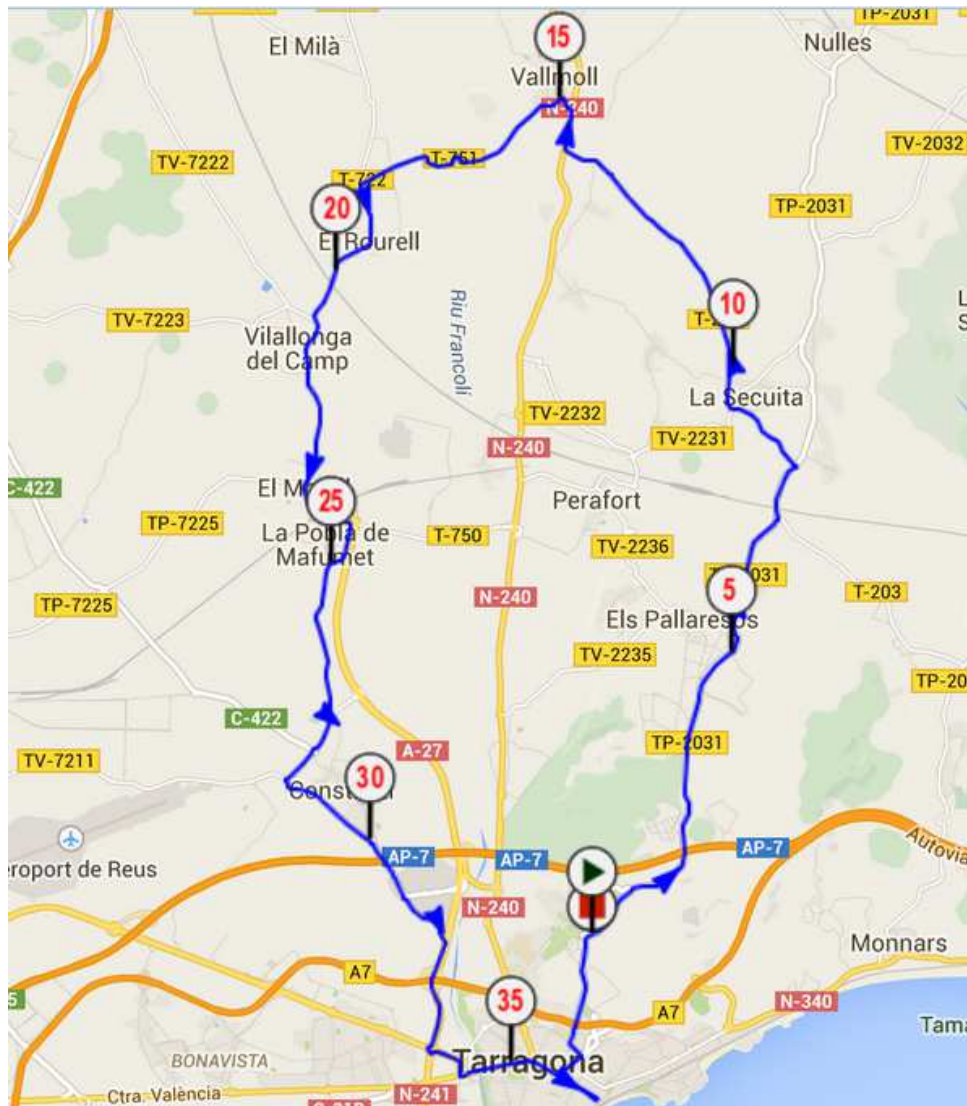 TP-2031
El Milà
15
Nulles
Vallmoll
N-240
TV-7222
T-751
TV-2032
T-722
TP-2031
20
El Rourell
Riu Francolí
TV-7223
Vilallonga
del Camp
10
La Secuita
TV-2232
TV-2231
N-240
C-422
25
Perafort
TP-7225
La Pobla de
Mafumet
T-750
TV-2236
TP-7225
N-240
5
T-203
Els Pallaresos
TV-2235
C-422
TP-2031
TV-7211
A-27
30
AP-7
AP-7
AP-7
Autovia
eroport de Reus
N-240
Monnars
A7
35
N-340
A7
BONAVISTA
Tarragona
Ctra. València
N-241